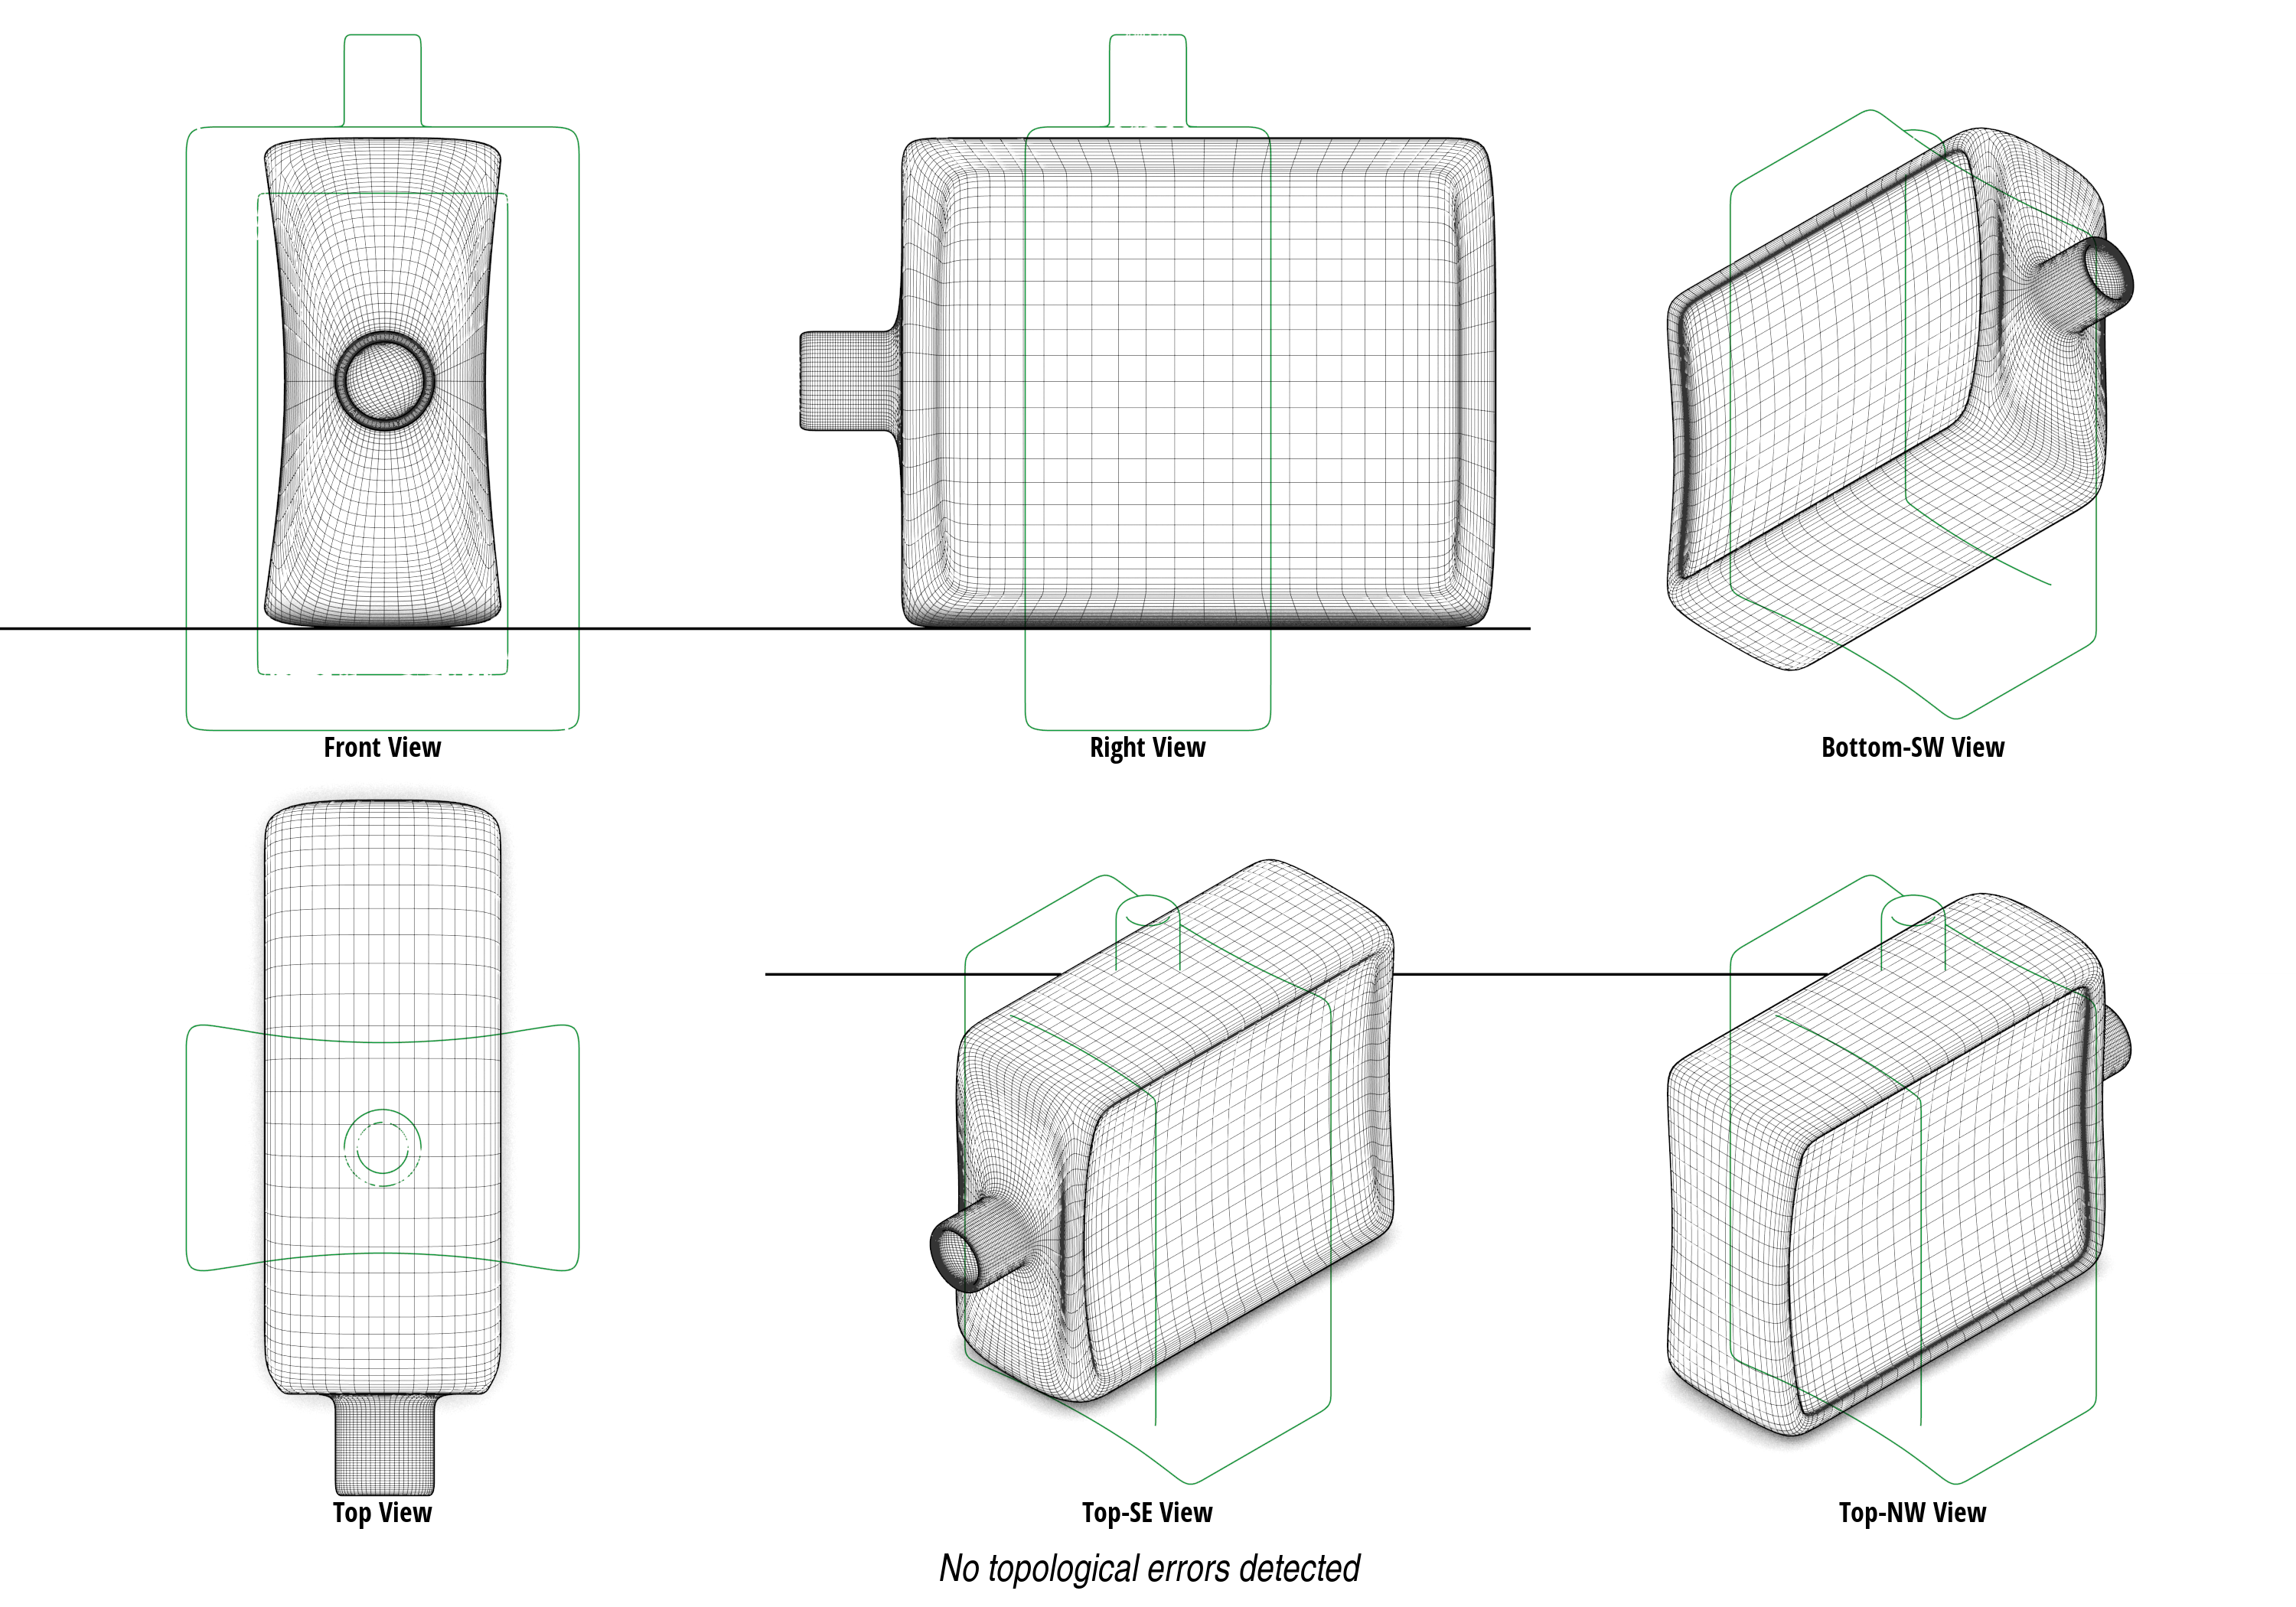 Front View
Right View
Bottom-SW View
Top View
Top-SE View
Top-NW View
No topological errors detected